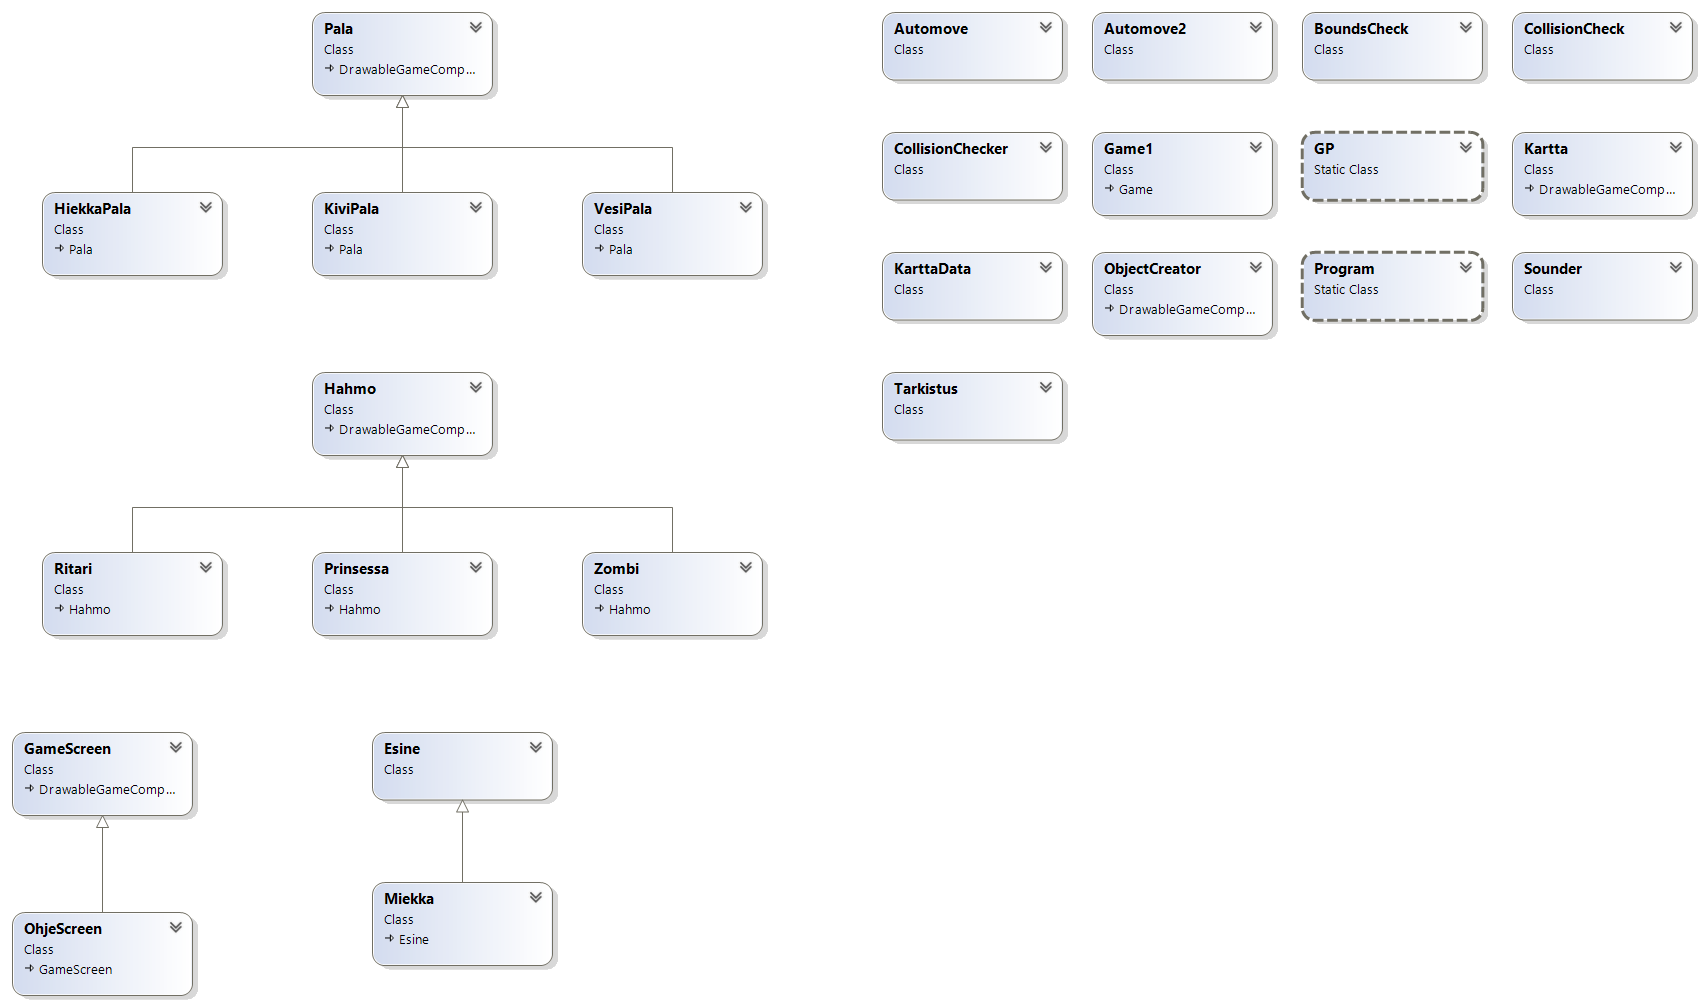 Pala
Class
DrawableGameComp...
HiekkaPala
Class
Pala
KiviPala
Class
Pala
VesiPala
Class
Pala
Hahmo
Class
DrawableGameComp...
Ritari
Class
Hahmo
Prinsessa
Class
Hahmo
Zombi
Class
Hahmo
GameScreen
Class
DrawableGameComp...
OhjeScreen
Class
GameScreen
Esine
Class
Miekka
Class
Esine
Automove
Class
Automove2
Class
BoundsCheck
Class
CollisionCheck
Class
CollisionChecker
Class
Game1
Class
Game
GP
Static Class
Kartta
Class
DrawableGameComp...
KarttaData
Class
ObjectCreator
Class
DrawableGameComp...
Program
Static Class
Sounder
Class
Tarkistus
Class